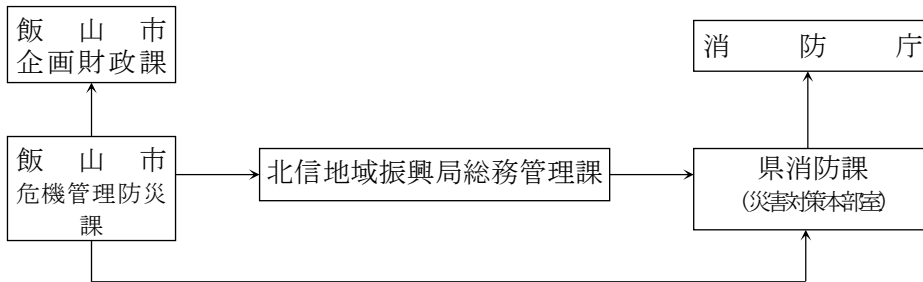 飯山市
企画財政課
消防庁
飯山市
危機管理防災
課
北信地域振興局総務管理課
県消防課
(災害対策本部室)